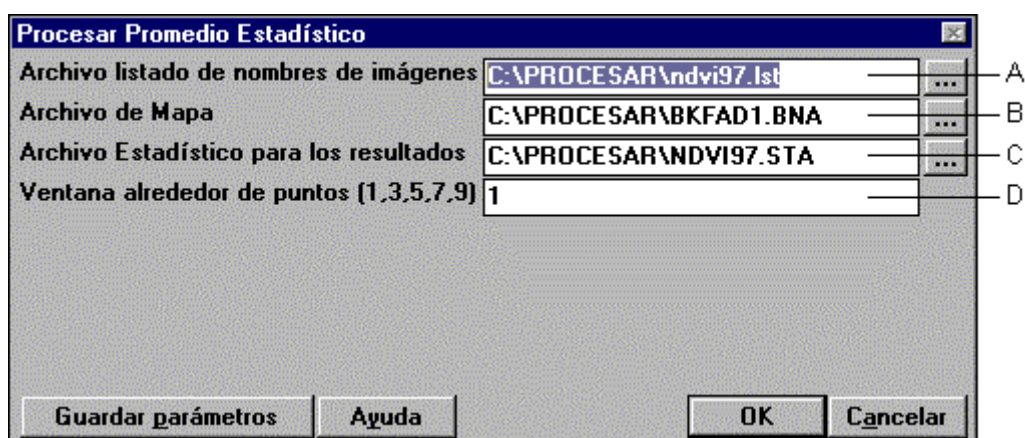 Procesar Promedio Estadístico
Archivo listado de nombres de imágenes C:\PROCESAR\ndvi97.lst ... A
Archivo de Mapa C:\PROCESAR\BKFAD1.BNA ... B
Archivo Estadístico para los resultados C:\PROCESAR\NDVI97.STA ... C
Ventana alrededor de puntos (1,3,5,7,9) 1 D
Guardar parámetros Ayuda OK Cancelar